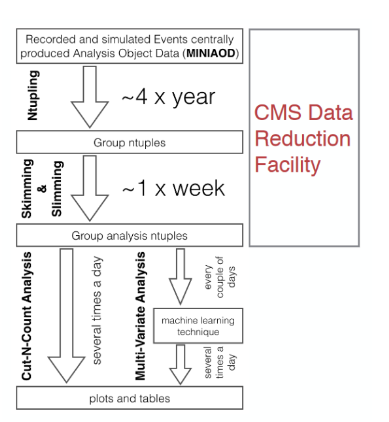 Recorded and simulated Events centrally
produced Analysis Object Data (MINIAOD)
Ntupling
~4 x year
CMS Data
Reduction
Facility
Group ntuples
Skimming
&
Slimming
~1 x week
Group analysis ntuples
Cut-N-Count Analysis
several times a day
Multi-Variate Analysis
every
couple of
days
machine learning
technique
several
times a
day
plots and tables